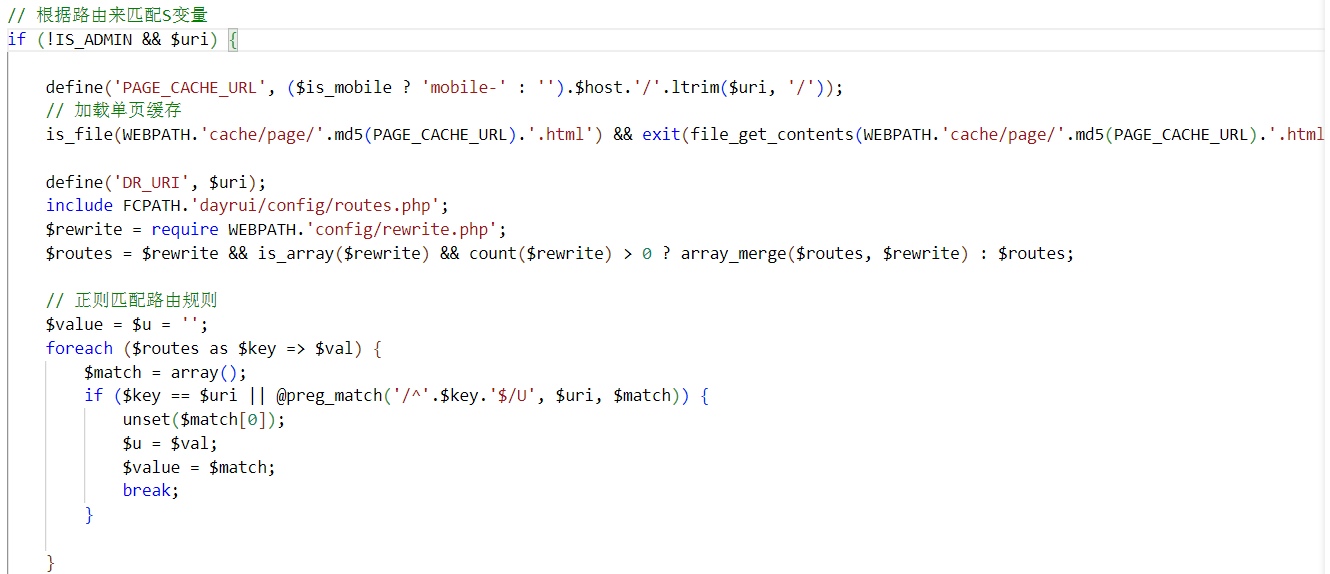 // 根据路由来匹配S变量
if (!IS_ADMIN && $uri) {
define('PAGE_CACHE_URL', ($is_mobile ? 'mobile-' : '').$host.'/'.ltrim($uri, '/'));
// 加载单页缓存
is_file(WEBPATH.'cache/page/'.md5(PAGE_CACHE_URL).'.html') && exit(file_get_contents(WEBPATH.'cache/page/'.md5(PAGE_CACHE_URL).'.html
define('DR_URI', $uri);
include FCPATH.'dayrui/config/routes.php';
$rewrite = require WEBPATH.'config/rewrite.php';
$routes = $rewrite && is_array($rewrite) && count($rewrite) > 0 ? array_merge($routes, $rewrite) : $routes;
// 正则匹配路由规则
$value = $u = '';
foreach ($routes as $key => $val) {
$match = array();
if ($key == $uri || @preg_match('/^'.$key.'$/U', $uri, $match)) {
unset($match[0]);
$u = $val;
$value = $match;
break;
}
}